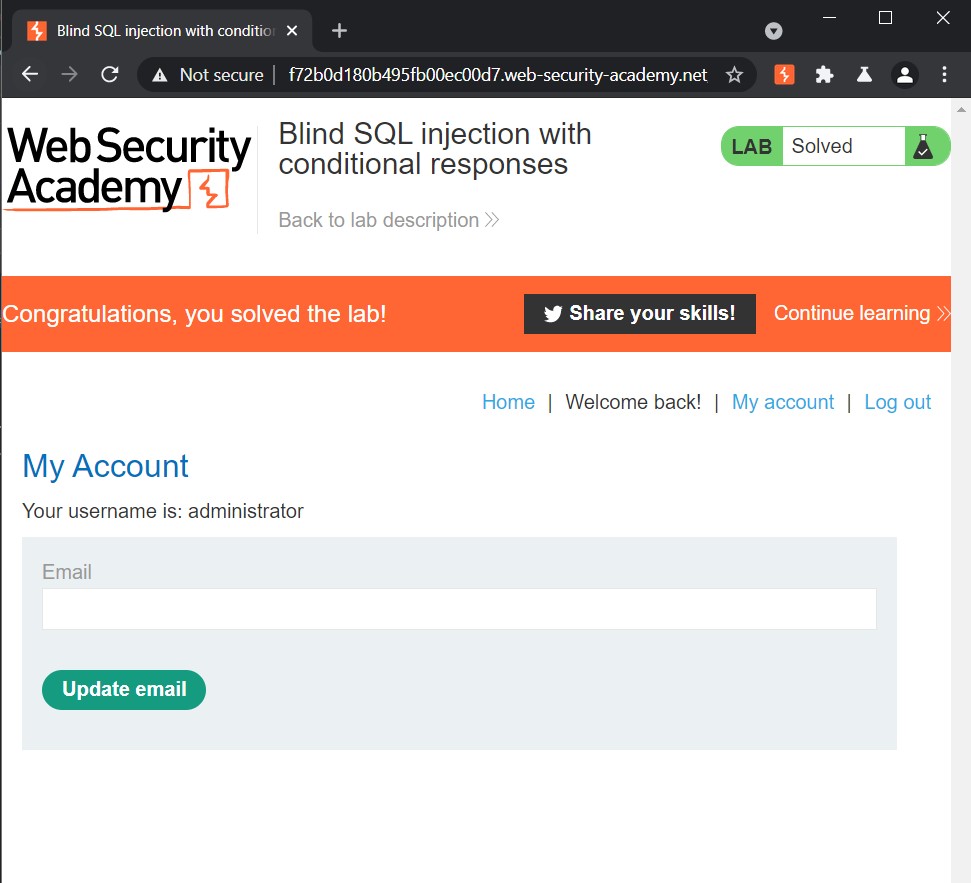 Blind SQL injection with conditio
Not secure | f72b0d180b495fb00ec00d7.web-security-academy.net
Web Security
Academy
Blind SQL injection with
conditional responses
LAB Solved
Back to lab description
Congratulations, you solved the lab!
Share your skills!
Continue learning
Home | Welcome back! | My account | Log out
My Account
Your username is: administrator
Email
Update email